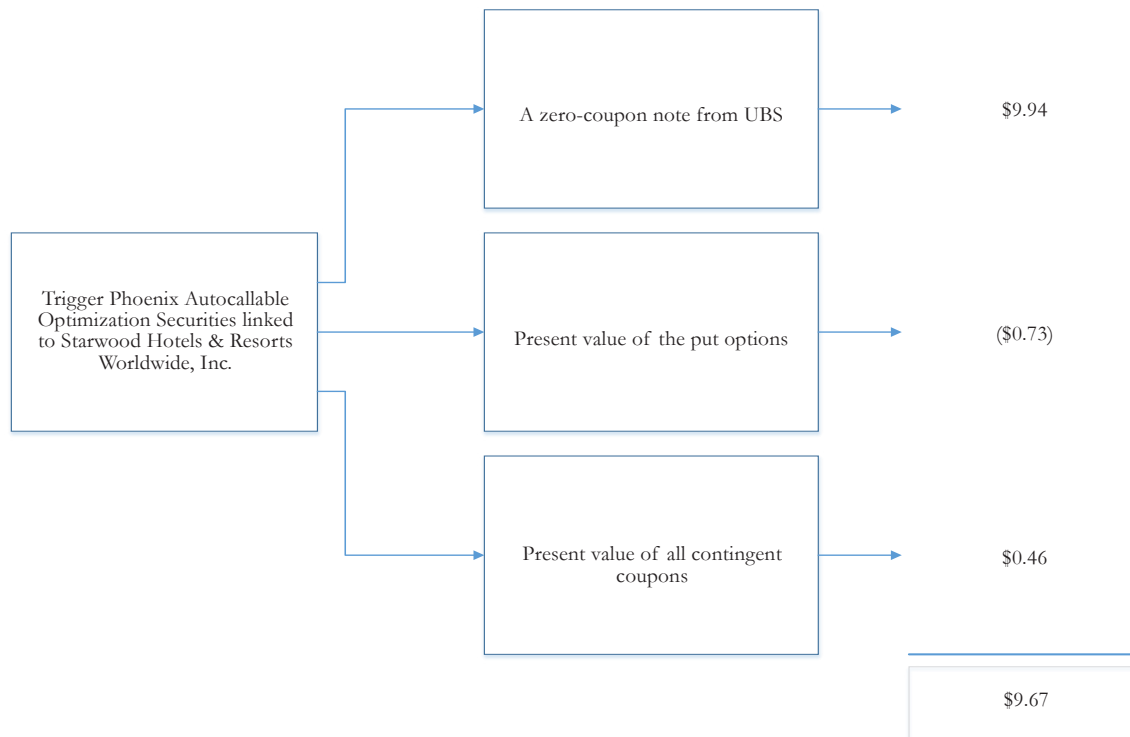 A zero-coupon note from UBS
$9.94
Trigger Phoenix Autocallable
Optimization Securities linked
to Starwood Hotels & Resorts
Worldwide, Inc.
Present value of the put options
($0.73)
Present value of all contingent
coupons
$0.46
$9.67